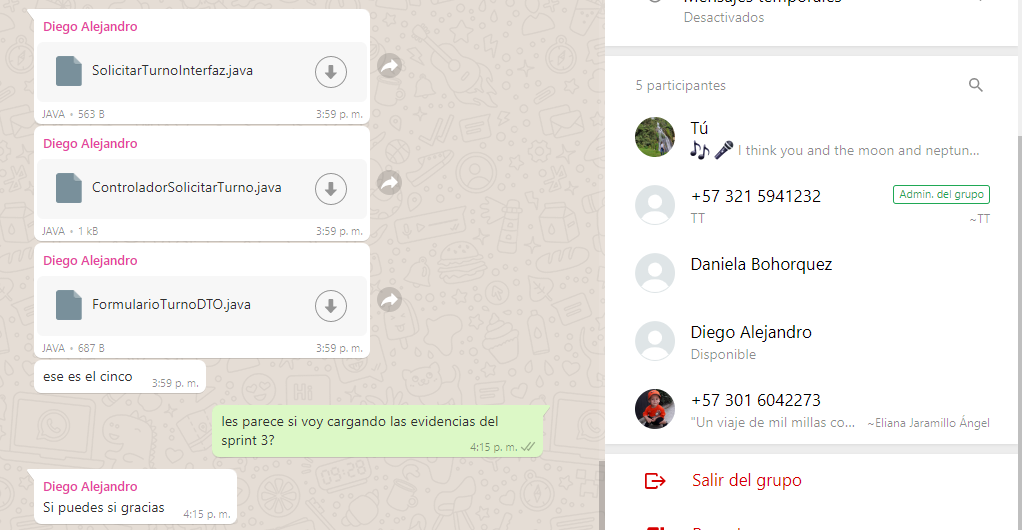 Diego Alejandro
SolicitarTurnoInterfaz.java
JAVA • 563 B
3:59 p. m.
Diego Alejandro
ControladorSolicitarTurno.java
JAVA • 1 kB
3:59 p. m.
Diego Alejandro
FormularioTurnoDTO.java
JAVA • 687 B
3:59 p. m.
ese es el cinco
3:59 p. m.
les parece si voy cargando las evidencias del
sprint 3?
4:15 p. m.
Diego Alejandro
Si puedes si gracias
4:15 p. m.
Mensajes temporales
Desactivados
5 participantes
Tú
I think you and the moon and neptun...
+57 321 5941232
Admin. del grupo
TT
~TT
Daniela Bohorquez
Diego Alejandro
Disponible
+57 301 6042273
"Un viaje de mil millas co...
~Eliana Jaramillo Ángel
Salir del grupo